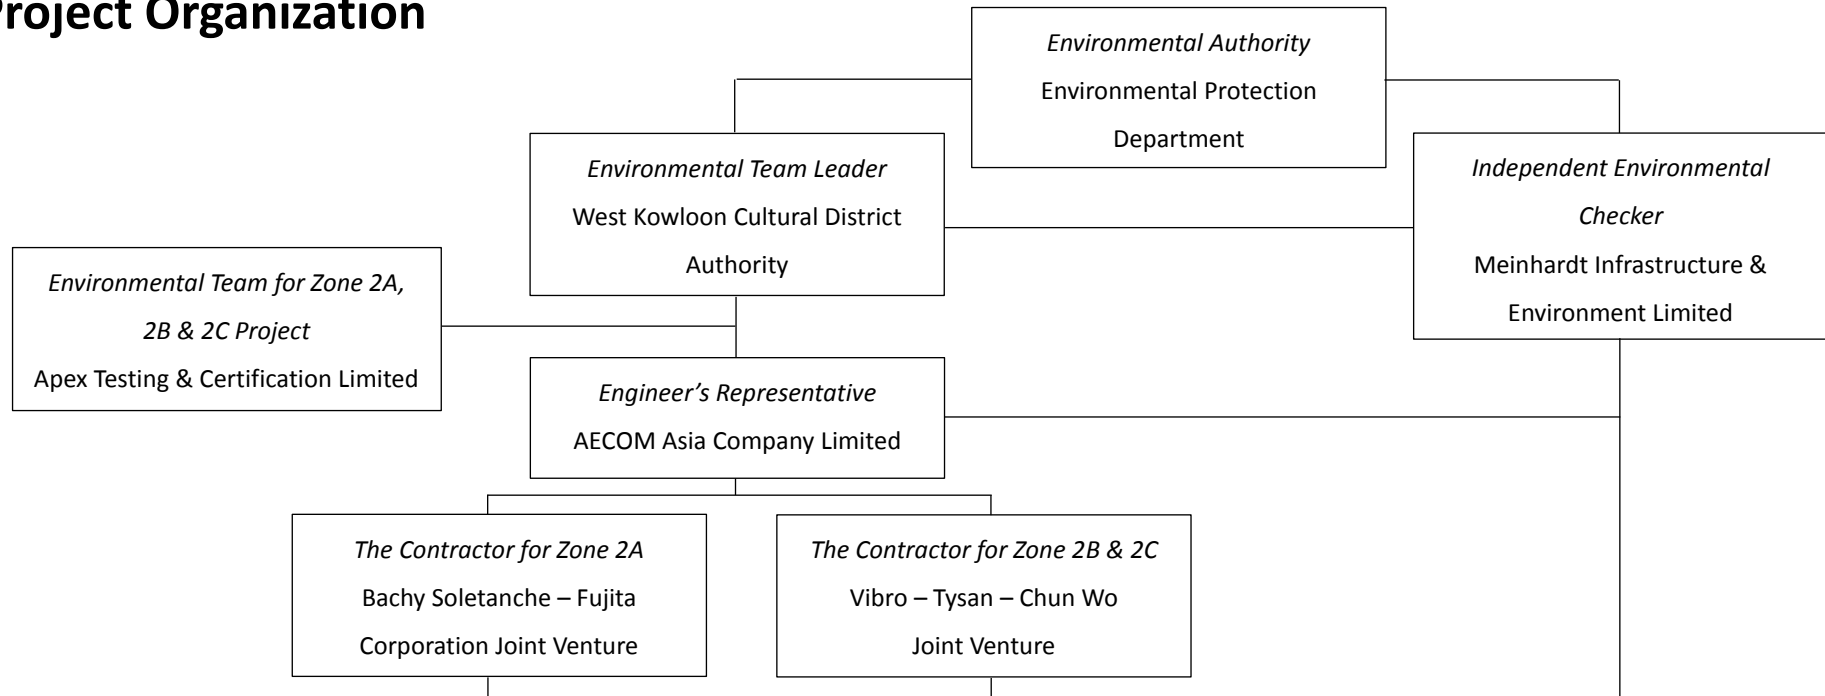 Project Organization
Environmental Authority
Environmental Protection
Department
Environmental Team Leader
West Kowloon Cultural District
Authority
Independent Environmental
Checker
Meinhardt Infrastructure &
Environment Limited
Environmental Team for Zone 2A,
2B & 2C Project
Apex Testing & Certification Limited
Engineer’s Representative
AECOM Asia Company Limited
The Contractor for Zone 2A
Bachy Soletanche – Fujita
Corporation Joint Venture
The Contractor for Zone 2B & 2C
Vibro – Tysan – Chun Wo
Joint Venture